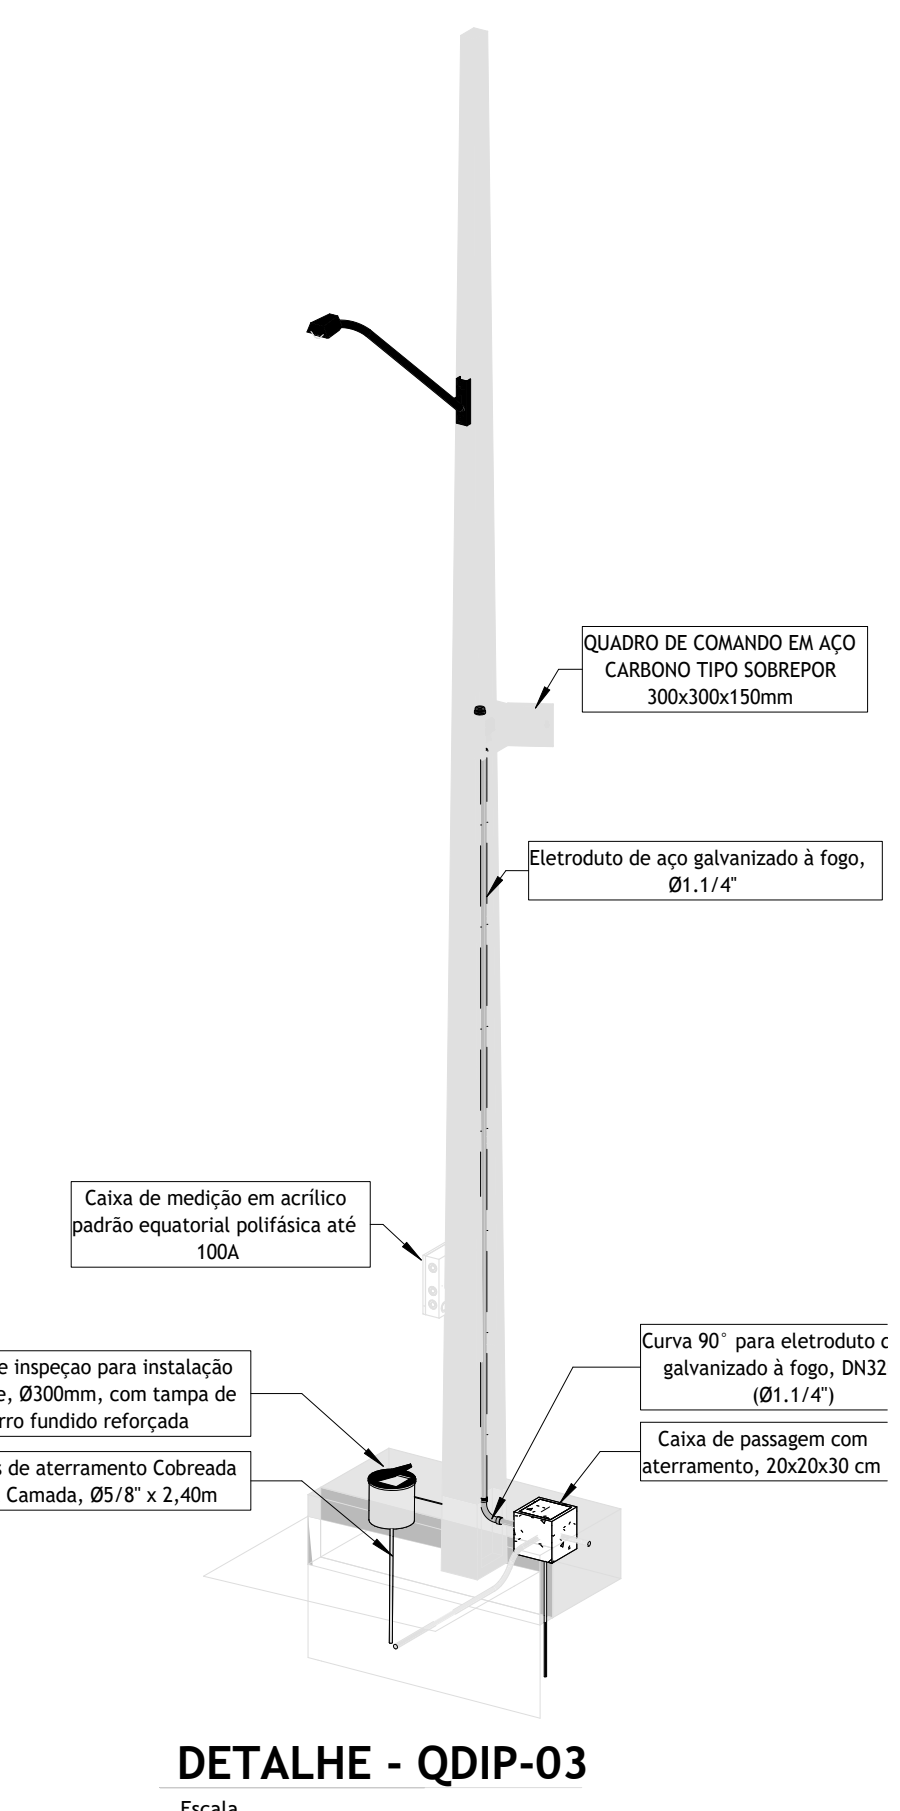 QUADRO DE COMANDO EM AÇO
CARBONO TIPO SOBREPOR
300x300x150mm
Eletroduto de aço galvanizado à fogo,
Ø1.1/4"
Caixa de medição em acrílico
padrão equatorial polifásica até
100A
Curva 90° para eletroduto
galvanizado à fogo, DN32
(Ø1.1/4")
inspeçao para instalação
Ø300mm, com tampa de
fundido reforçada
Caixa de passagem com
aterramento, 20x20x30 cm
de aterramento Cobreada
Camada, Ø5/8" x 2,40m
DETALHE - QDIP-03
Escala